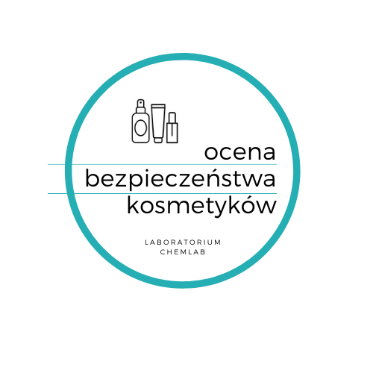 ocena
bezpieczeństwa
kosmetyków
LABORATORIUM
CHEMLAB